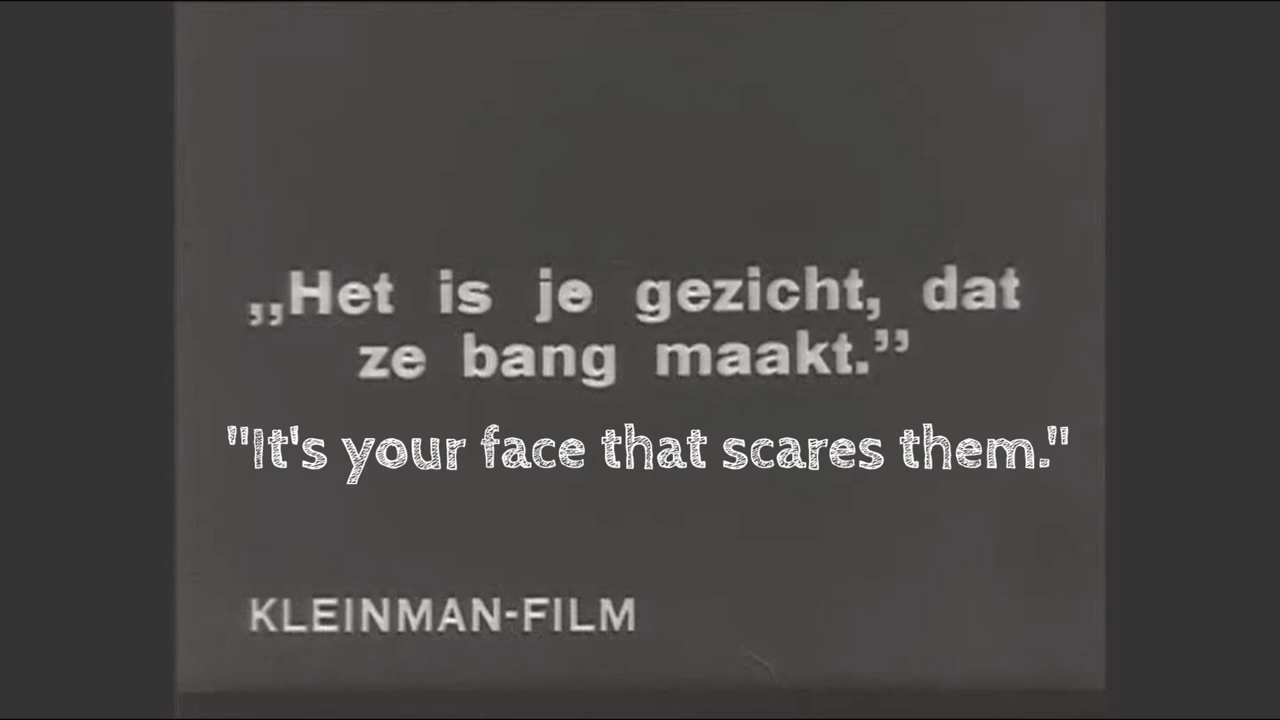 „Het is je gezicht, dat
ze bang maakt.”
"It's your face that scares them."
KLEINMAN-FILM